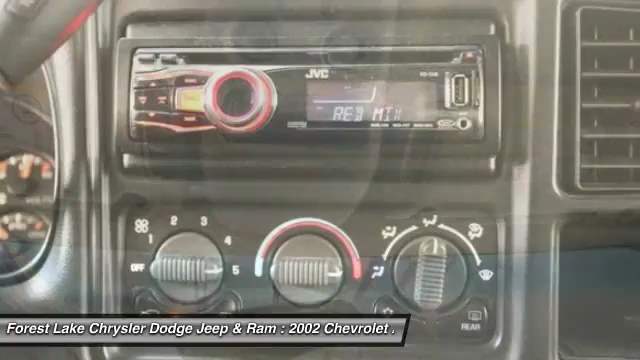 JVC
RED MIX
2
3
1
4
OFF
5
REAR
Forest Lake Chrysler Dodge Jeep & Ram : 2002 Chevrolet .